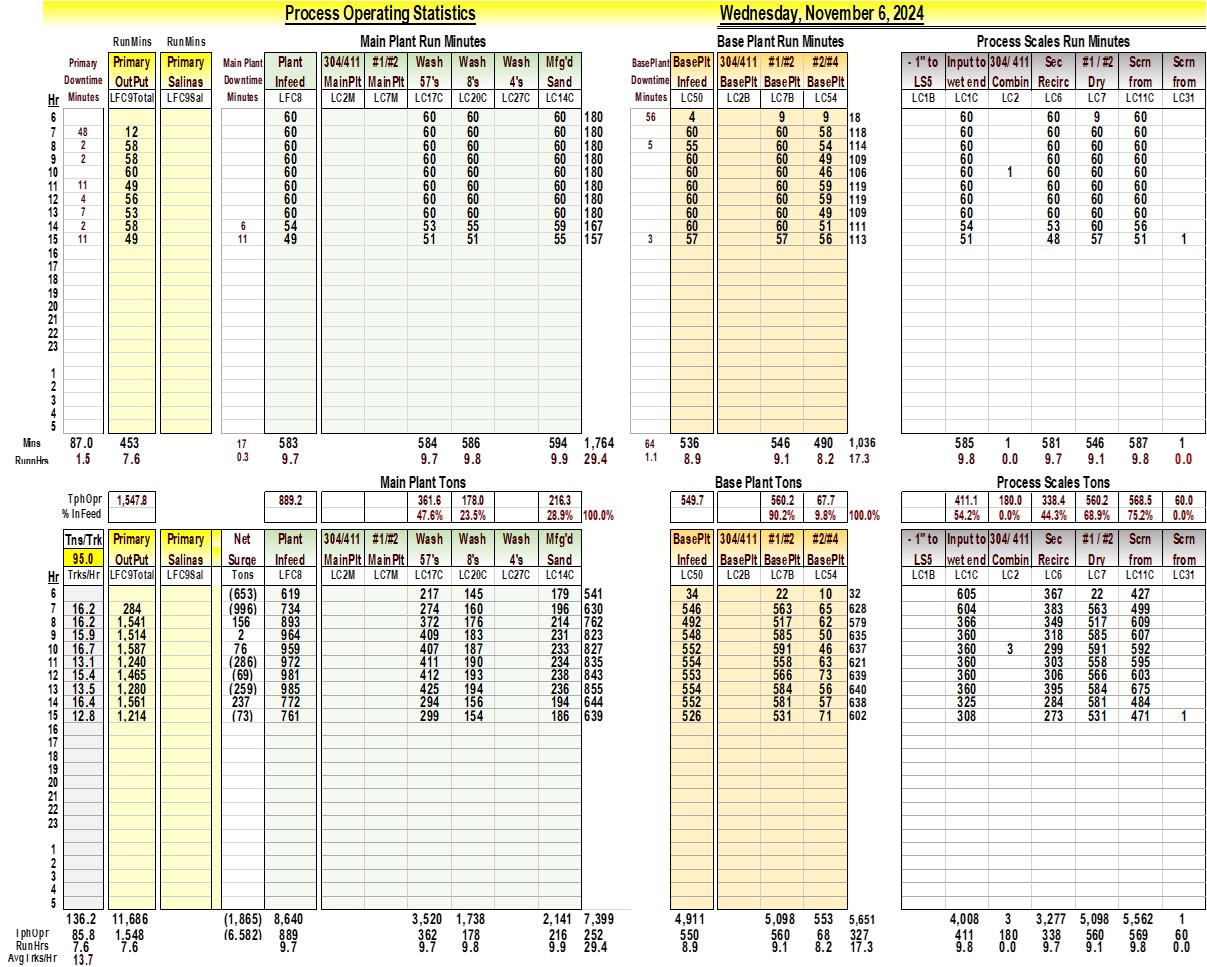 Process Operating Statistics Wednesday, November 6, 2024
RunMins RunMins Main Plant Run Minutes Base Plant Run Minutes Process Scales Run Minutes
Primary Primary Primary Main Plant Plant 304/411 #1/#2 Wash Wash Wash Mfg'd BasePlant BasePlt 304/411 #1/#2 #2/#4 - 1" to Input to 304/ 411 Sec #1 / #2 Scrn Scrn
Downtime OutPut Salinas Downtime Infeed MainPlt MainPlt 57's 8's 4's Sand Downtime Infeed BasePlt BasePlt BasePlt LS5 wet end Combin Recirc Dry from from
Hr Minutes LFC9Total LFC9Sal Minutes LFC8 LC2M LC7M LC17C LC20C LC27C LC14C Minutes LC50 LC2B LC7B LC54 LC1B LC1C LC2 LC6 LC7 LC11C LC31
6 60 60 60 60 180 56 4 9 9 18 60 60 9 60
7 48 12 60 60 60 60 180 60 60 58 118 60 60 60 60
8 2 58 60 60 60 60 180 5 55 60 54 114 60 60 60 60
9 2 58 60 60 60 60 180 60 60 49 109 60 60 60 60
10 60 60 60 60 60 180 60 60 46 106 60 1 60 60 60
11 11 49 60 60 60 60 180 60 60 59 119 60 60 60 60
12 4 56 60 60 60 60 180 60 60 59 119 60 60 60 60
13 7 53 60 60 60 60 180 60 60 49 109 60 60 60 60
14 2 58 6 54 53 55 59 167 60 60 51 111 54 53 60 56
15 11 49 11 49 51 51 55 157 3 57 57 56 113 51 48 57 51 1
16
17
18
19
20
21
22
23
1
2
3
4
5
Mins 87.0 453 17 583 584 586 594 1,764 64 536 546 490 1,036 585 1 581 546 587 1
RunnHrs 1.5 7.6 0.3 9.7 9.7 9.8 9.9 29.4 1.1 8.9 9.1 8.2 17.3 9.8 0.0 9.7 9.1 9.8 0.0
Main Plant Tons Base Plant Tons Process Scales Tons
TphOpr 1,547.8 889.2 361.6 178.0 216.3 549.7 560.2 67.7 411.1 180.0 338.4 560.2 568.5 60.0
% InFeed 47.6% 23.5% 28.9% 100.0% 90.2% 9.8% 100.0% 54.2% 0.0% 44.3% 68.9% 75.2% 0.0%
Tns/Trk Primary Primary Net Plant 304/411 #1/#2 Wash Wash Wash Mfg'd BasePlt 304/411 #1/#2 #2/#4 - 1" to Input to 304/ 411 Sec #1 / #2 Scrn Scrn
95.0 OutPut Salinas Surge Infeed MainPlt MainPlt 57's 8's 4's Sand Infeed BasePlt BasePlt BasePlt LS5 wet end Combin Recirc Dry from from
Hr Trks/Hr LFC9Total LFC9Sal Tons LFC8 LC2M LC7M LC17C LC20C LC27C LC14C LC50 LC2B LC7B LC54 LC1B LC1C LC2 LC6 LC7 LC11C LC31
6 (653) 619 217 145 179 541 34 22 10 32 605 367 22 427
7 16.2 284 (996) 734 274 160 196 630 546 563 65 628 604 383 563 499
8 16.2 1,541 156 893 372 176 214 762 492 517 62 579 366 349 517 609
9 15.9 1,514 2 964 409 183 231 823 548 585 50 635 360 318 585 607
10 16.7 1,587 76 959 407 187 233 827 552 591 46 637 360 3 299 591 592
11 13.1 1,240 (286) 972 411 190 234 835 554 558 63 621 360 303 558 595
12 15.4 1,465 (69) 981 412 193 238 843 553 566 73 639 360 306 566 603
13 13.5 1,280 (259) 985 425 194 236 855 554 584 56 640 360 395 584 675
14 16.4 1,561 237 772 294 156 194 644 552 581 57 638 325 284 581 484
15 12.8 1,214 (73) 761 299 154 186 639 526 531 71 602 308 273 531 471 1
16
17
18
19
20
21
22
23
1
2
3
4
5
136.2 11,686 (1,865) 8,640 3,520 1,738 2,141 7,399 4,911 5,098 553 5,651 4,008 3 3,277 5,098 5,562 1
TphOpr 85.8 1,548 (6.582) 889 362 178 216 252 550 560 68 327 411 180 338 560 569 60
RunHrs 7.6 7.6 9.7 9.7 9.8 9.9 29.4 8.9 9.1 8.2 17.3 9.8 0.0 9.7 9.1 9.8 0.0
AvgTrks/Hr 13.7